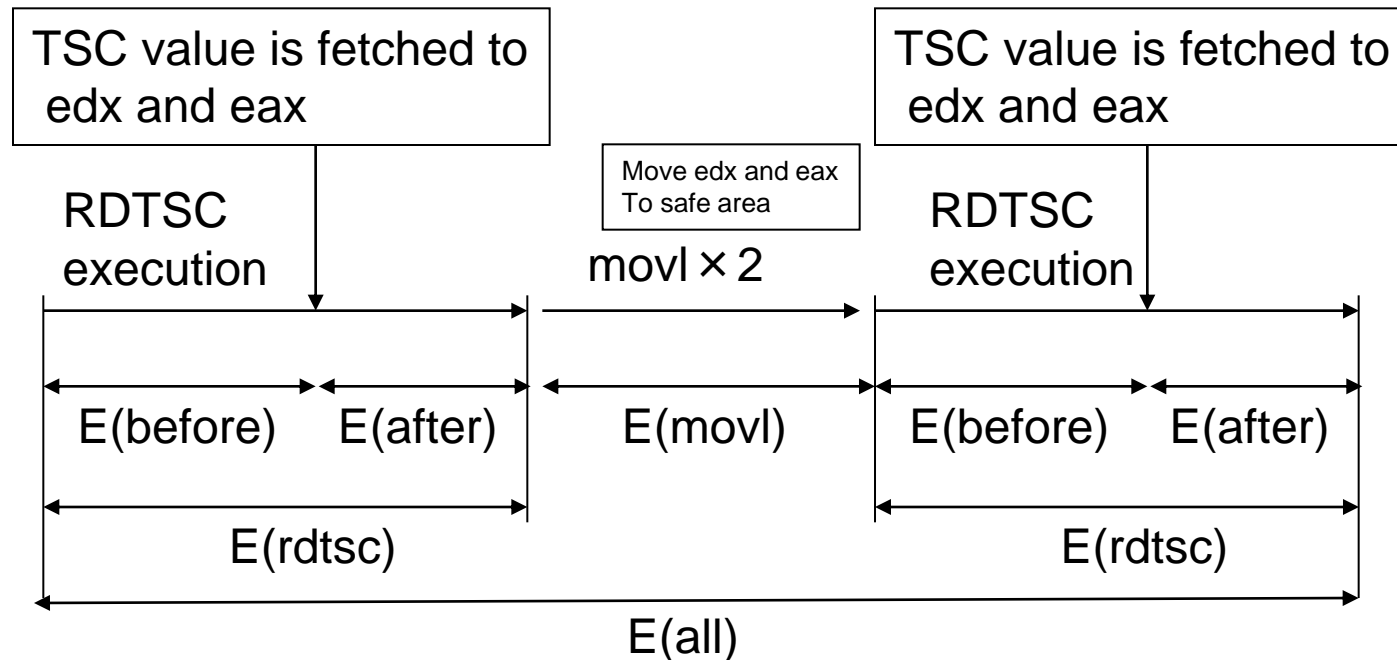 TSC value is fetched to
edx and eax
TSC value is fetched to
edx and eax
Move edx and eax
To safe area
RDTSC
execution
movl × 2
RDTSC
execution
E(before)
E(after)
E(movl)
E(before)
E(after)
E(rdtsc)
E(rdtsc)
E(all)